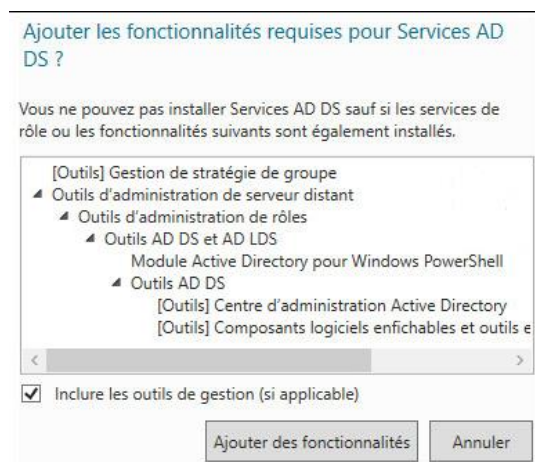 Ajouter les fonctionnalités requises pour Services AD
DS ?
Vous ne pouvez pas installer Services AD DS sauf si les services de
rôle ou les fonctionnalités suivants sont également installés.
[Outils] Gestion de stratégie de groupe
Outils d'administration de serveur distant
Outils d'administration de rôles
Outils AD DS et AD LDS
Module Active Directory pour Windows PowerShell
Outils AD DS
[Outils] Centre d'administration Active Directory
[Outils] Composants logiciels enfichables et outils e
Inclure les outils de gestion (si applicable)
Ajouter des fonctionnalités
Annuler